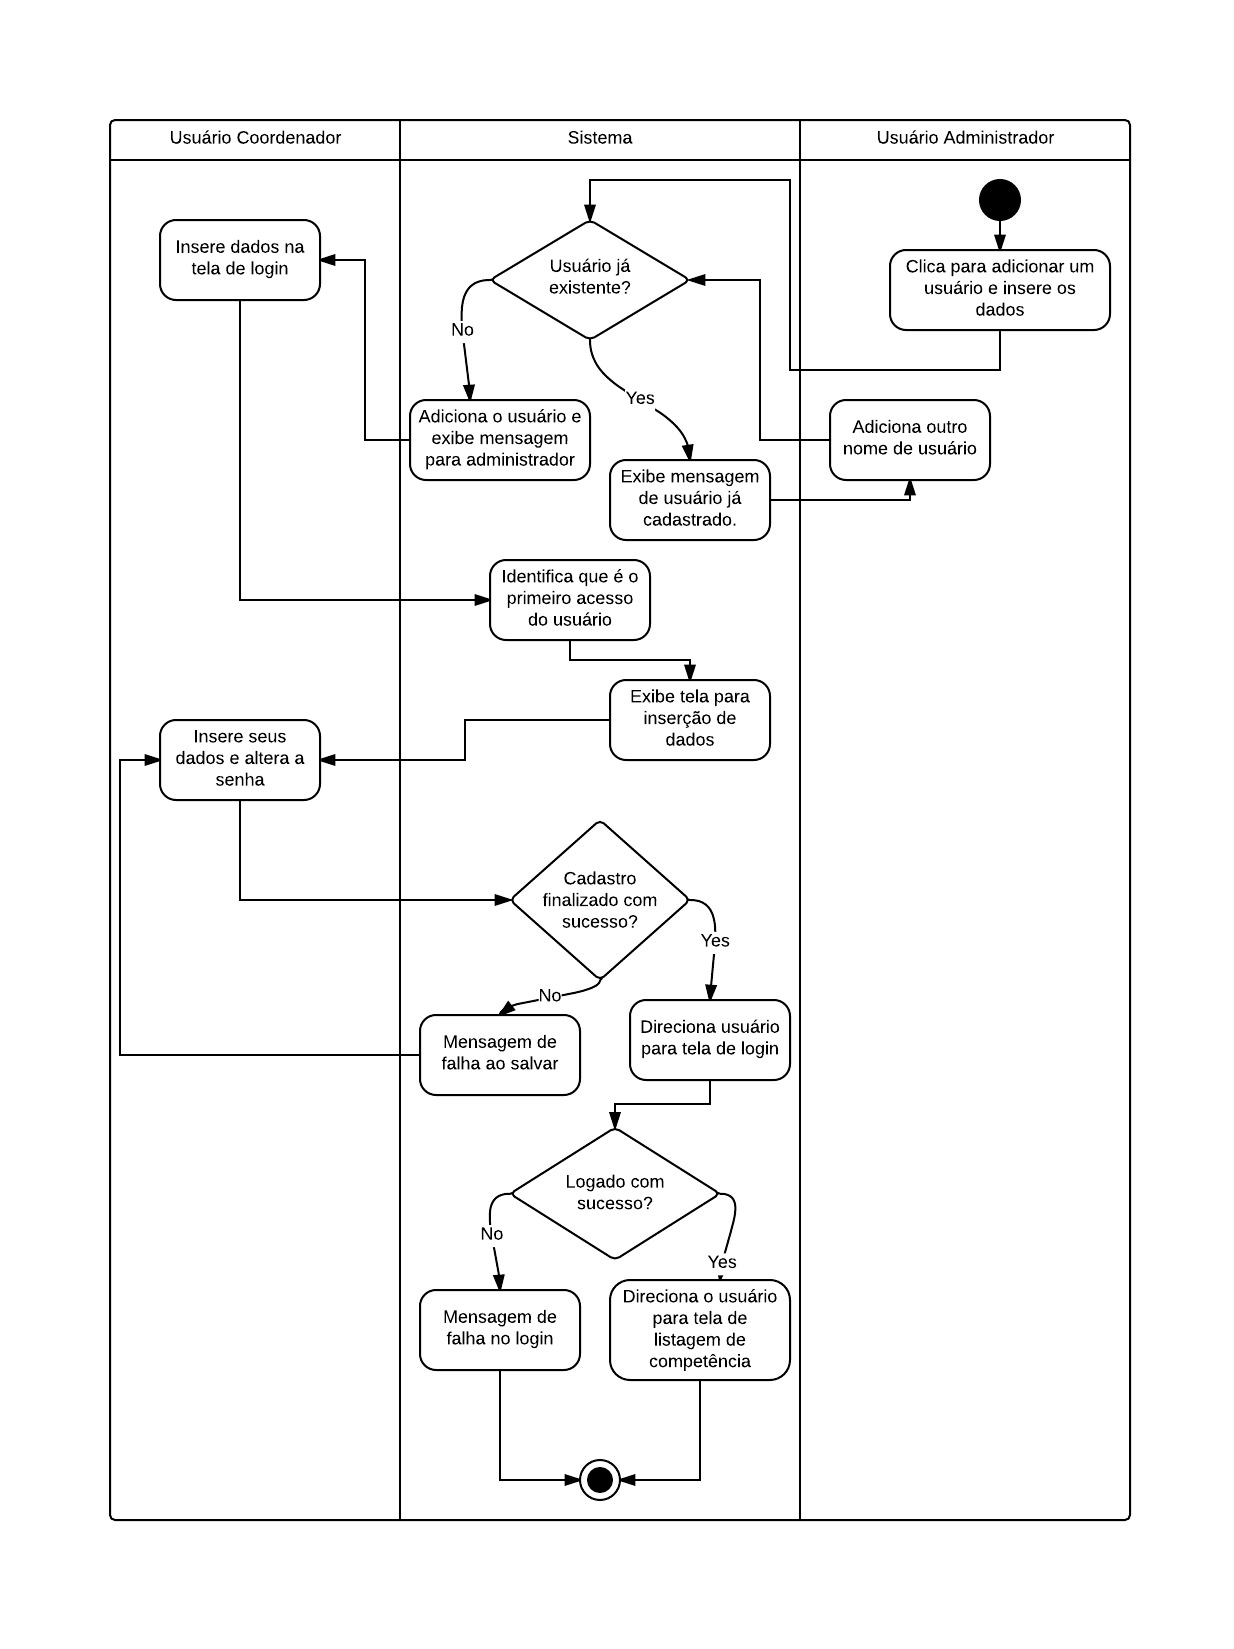 Usuário Coordenador
Sistema
Usuário Administrador
Insere dados na
tela de login
Usuário já
existente?
Clica para adicionar um
usuário e insere os
dados
No
Yes
Adiciona o usuário e
exibe mensagem
para administrador
Adiciona outro
nome de usuário
Exibe mensagem
de usuário já
cadastrado.
Identifica que é o
primeiro acesso
do usuário
Exibe tela para
inserção de
dados
Insere seus
dados e altera a
senha
Cadastro
finalizado com
sucesso?
Yes
No
Mensagem de
falha ao salvar
Direciona usuário
para tela de login
Logado com
sucesso?
No
Yes
Mensagem de
falha no login
Direciona o usuário
para tela de
listagem de
competência